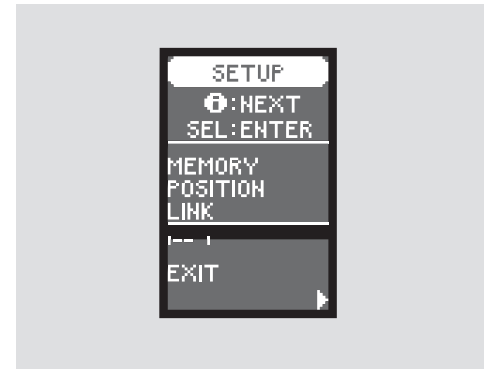 SETUP
ℹ:NEXT
SEL:ENTER
MEMORY
POSITION
LINK
EXIT